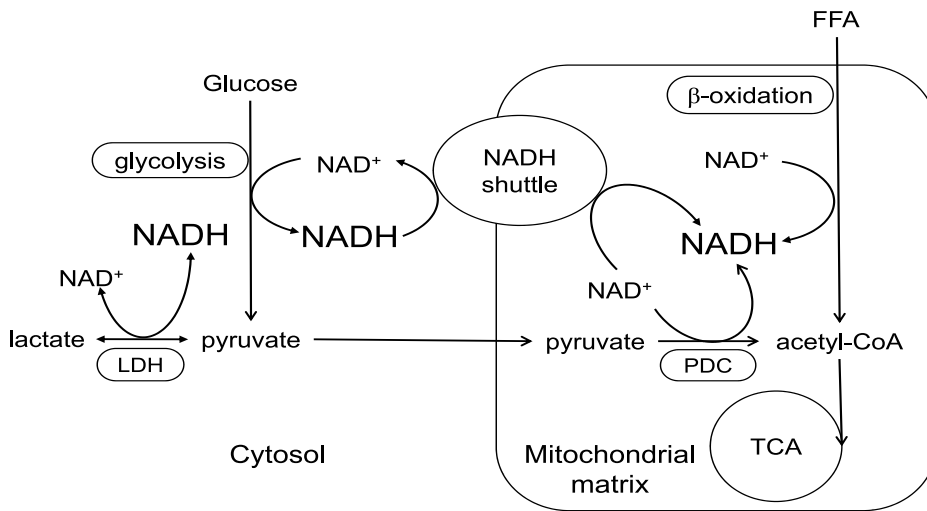 FFA
Glucose
β-oxidation
glycolysis
NAD⁺
NADH
shuttle
NAD⁺
NADH
NADH
NADH
NAD⁺
NAD⁺
lactate
pyruvate
pyruvate
acetyl-CoA
LDH
PDC
TCA
Cytosol
Mitochondrial
matrix